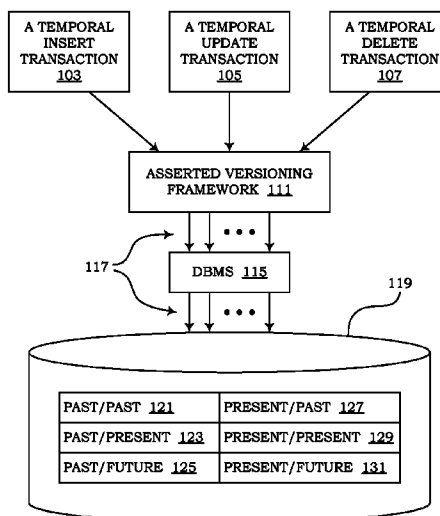 A TEMPORAL
INSERT
TRANSACTION
103
A TEMPORAL
UPDATE
TRANSACTION
105
A TEMPORAL
DELETE
TRANSACTION
107
ASSERTED VERSIONING
FRAMEWORK 111
117
DBMS 115
119
PAST/PAST 121
PRESENT/PAST 127
PAST/PRESENT 123
PRESENT/PRESENT 129
PAST/FUTURE 125
PRESENT/FUTURE 131